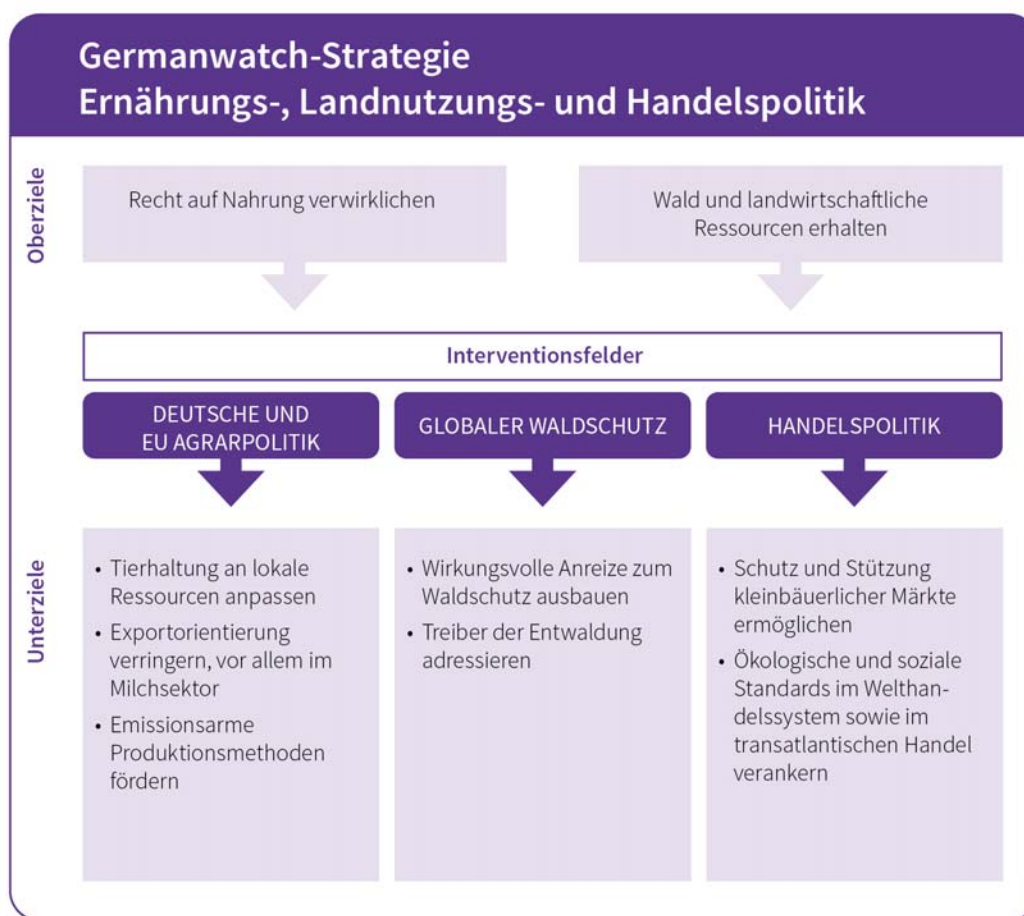 Germanwatch-Strategie
Ernährungs-, Landnutzungs- und Handelspolitik
Oberziele
Recht auf Nahrung verwirklichen
Wald und landwirtschaftliche
Ressourcen erhalten
Interventionsfelder
DEUTSCHE UND
EU AGRARPOLITIK
GLOBALER WALDSCHUTZ
HANDELSPOLITIK
Unterziele
• Tierhaltung an lokale
Ressourcen anpassen
• Exportorientierung
verringern, vor allem im
Milchsektor
• Emissionsarme
Produktionsmethoden
fördern
• Wirkungsvolle Anreize zum
Waldschutz ausbauen
• Treiber der Entwaldung
adressieren
• Schutz und Stützung
kleinbäuerlicher Märkte
ermöglichen
• Ökologische und soziale
Standards im Welthan-
delssystem sowie im
transatlantischen Handel
verankern